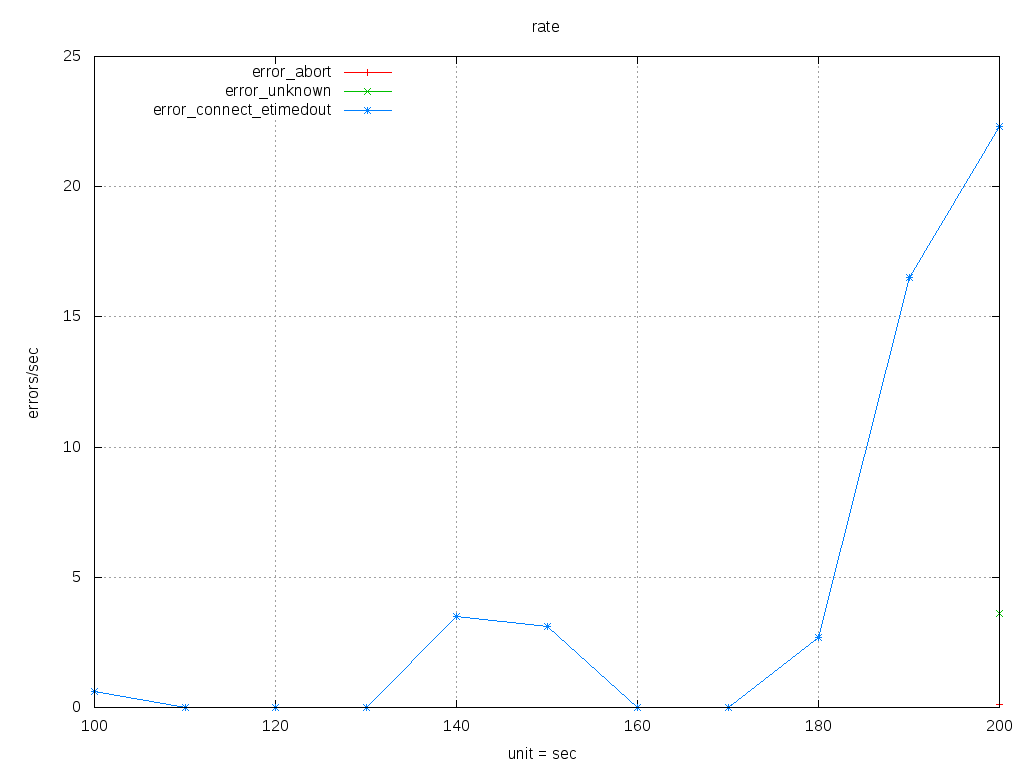 rate
25
20
15
10
5
0
errors/sec
error_abort
error_unknown
error_connect_etimedout
100 120 140 160 180 200
unit = sec